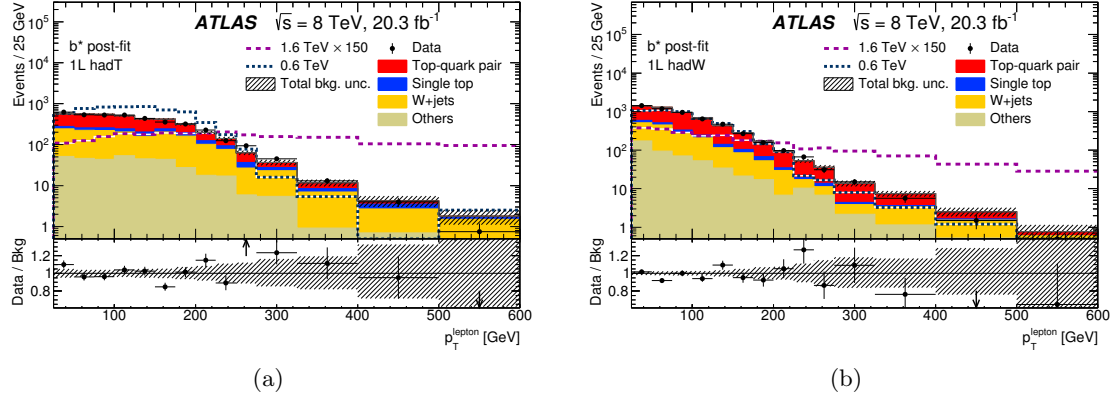 ATLAS √s = 8 TeV, 20.3 fb⁻¹
b* post-fit
1L hadT
1.6 TeV × 150
0.6 TeV
Total bkg. unc.
Data
Top-quark pair
Single top
W+jets
Others
Events / 25 GeV
10⁵
10⁴
10³
10²
10
1
Data / Bkg
1.2
1
0.8
100 200 300 400 500 600
p_T^lepton [GeV]
(a)
ATLAS √s = 8 TeV, 20.3 fb⁻¹
b* post-fit
1L hadW
1.6 TeV × 150
0.6 TeV
Total bkg. unc.
Data
Top-quark pair
Single top
W+jets
Others
Events / 25 GeV
10⁵
10⁴
10³
10²
10
1
Data / Bkg
1.2
1
0.8
100 200 300 400 500 600
p_T^lepton [GeV]
(b)